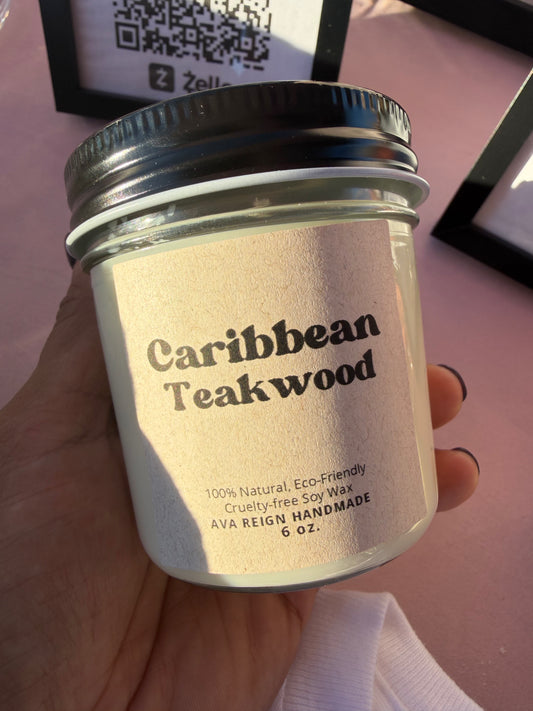 Zelle
Caribbean
Teakwood
100% Natural, Eco-Friendly
Cruelty-free Soy Wax
AVA REIGN HANDMADE
6 oz.